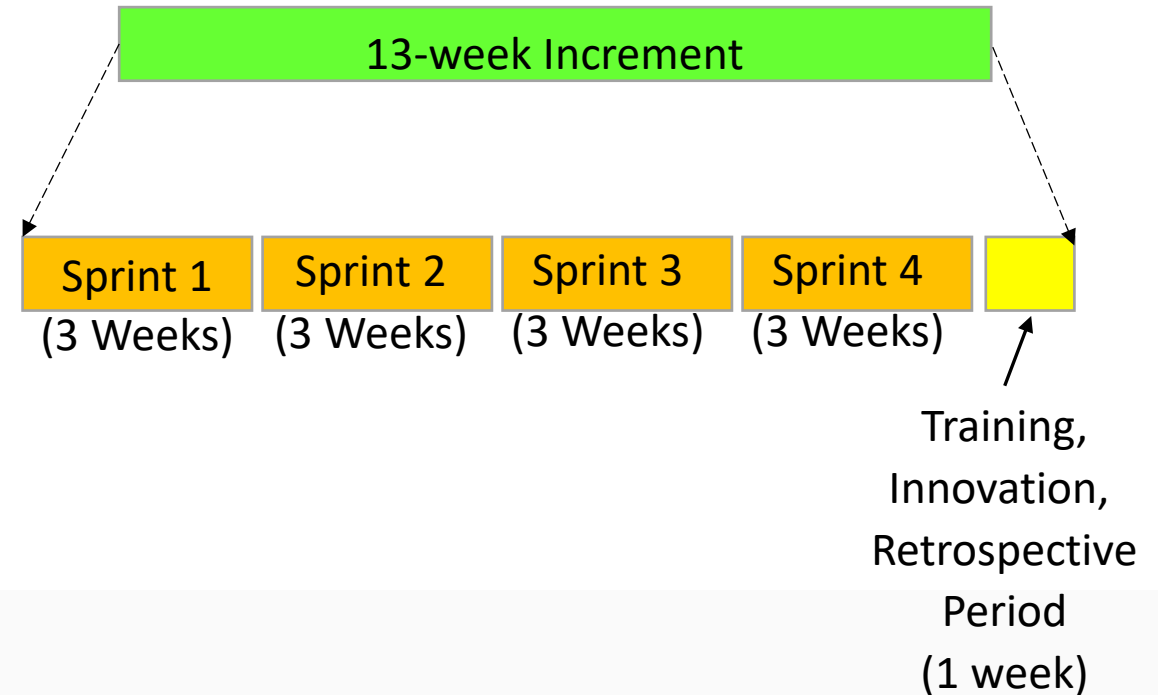 13-week Increment
Sprint 1
Sprint 2
Sprint 3
Sprint 4
(3 Weeks)
(3 Weeks)
(3 Weeks)
(3 Weeks)
Training,
Innovation,
Retrospective
Period
(1 week)